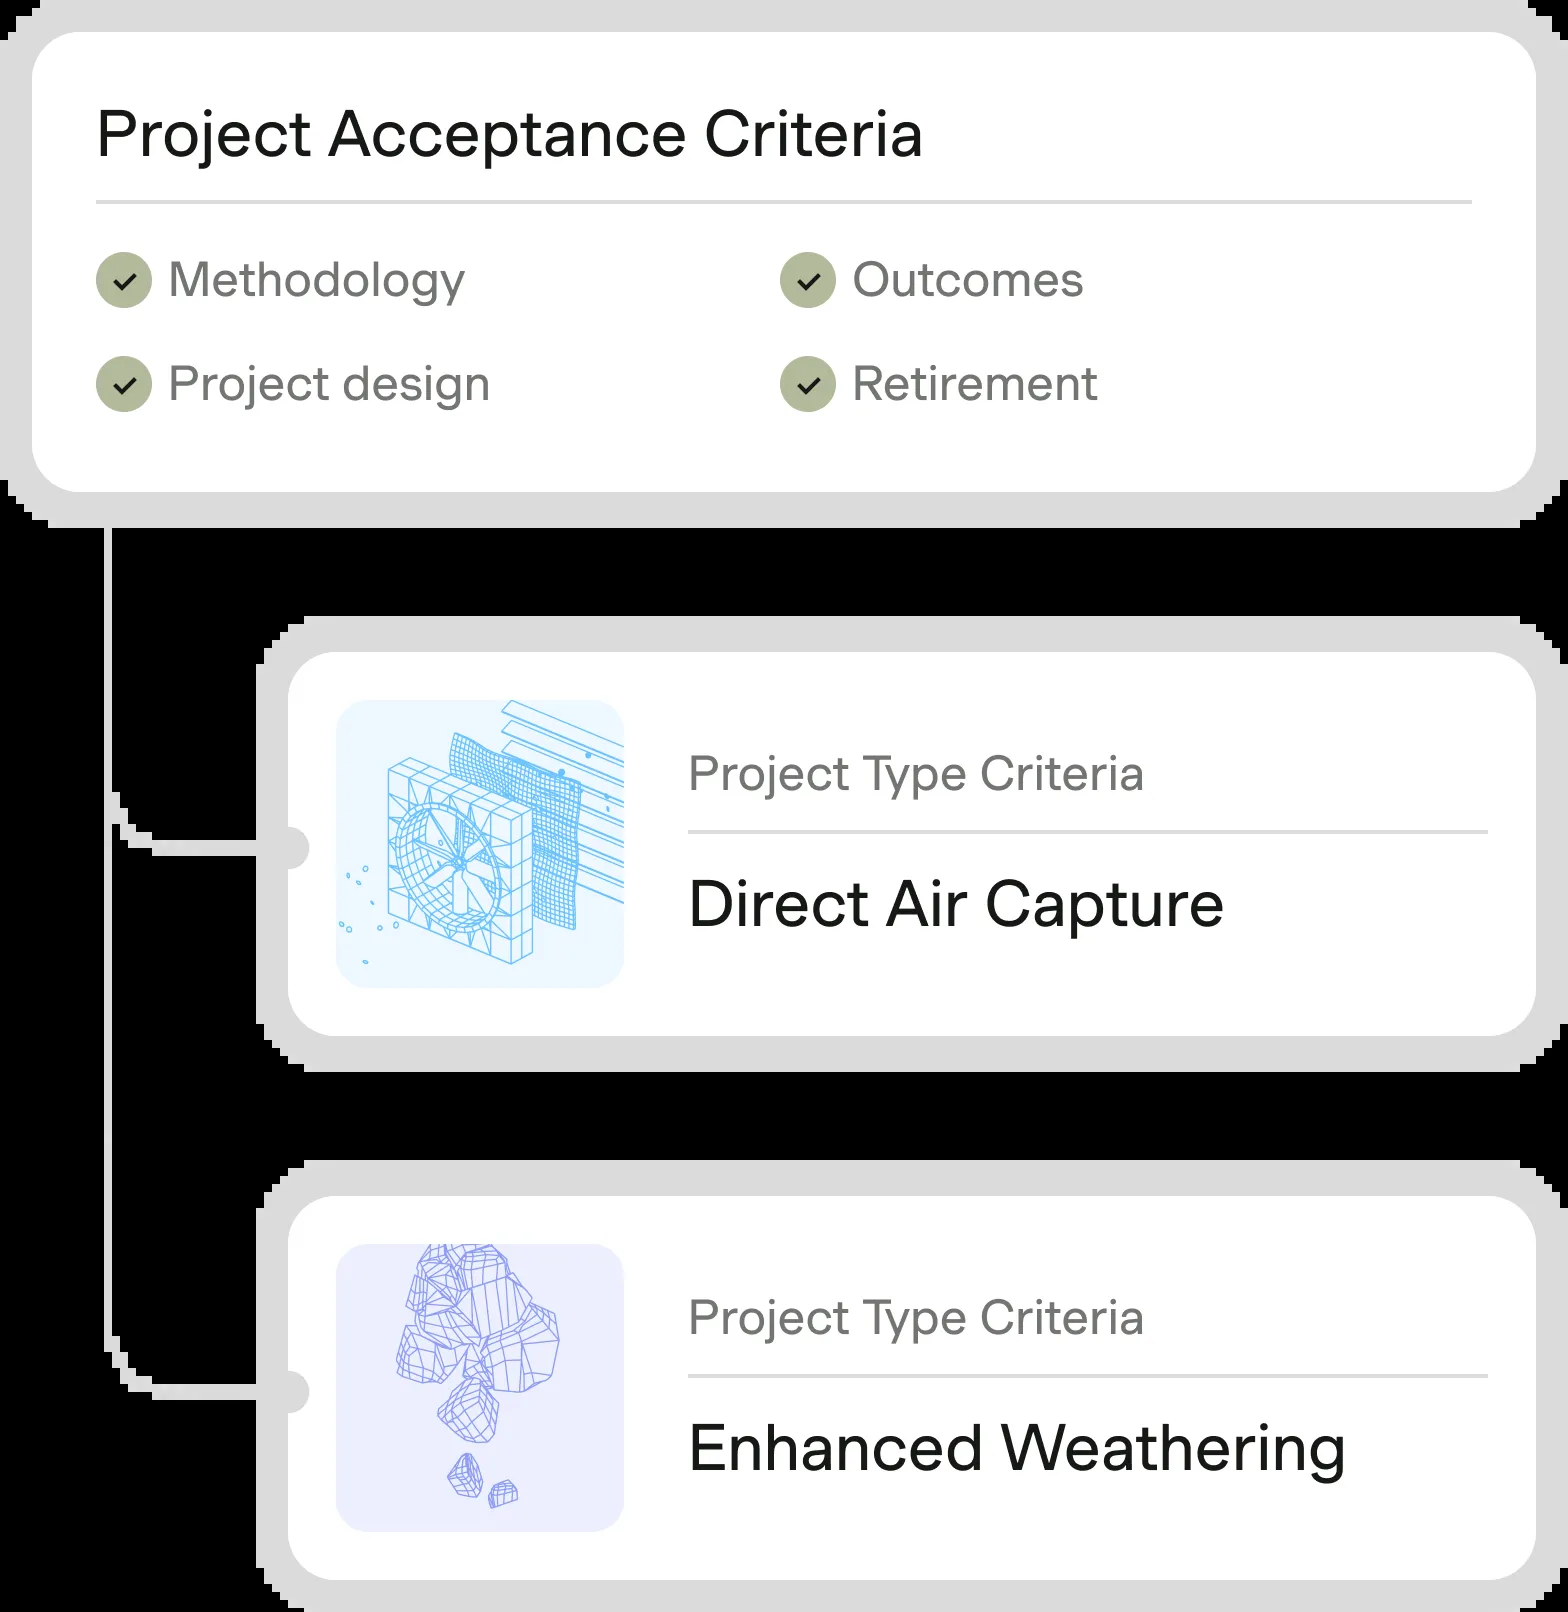 Project Acceptance Criteria
Methodology
Outcomes
Project design
Retirement
Project Type Criteria
Direct Air Capture
Project Type Criteria
Enhanced Weathering